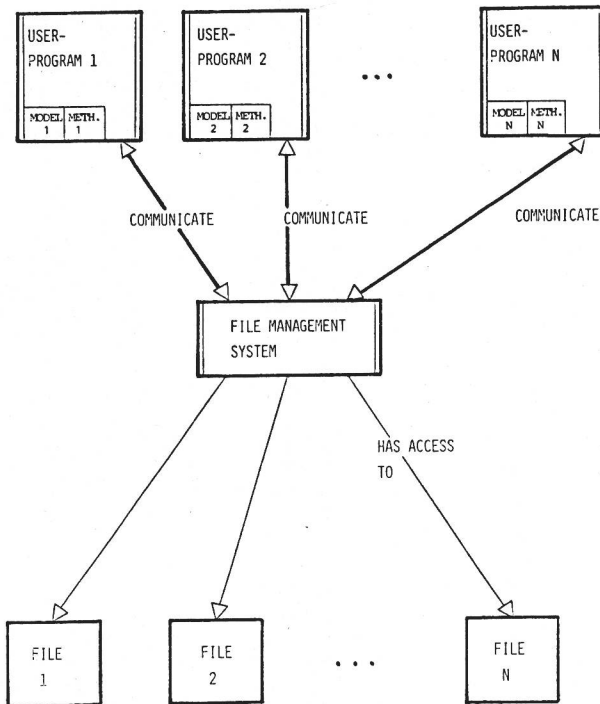 USER-
PROGRAM 1
MODEL METH.
1 1
USER-
PROGRAM 2
MODEL METH.
2 2
...
USER-
PROGRAM N
MODEL METH.
N N
COMMUNICATE
COMMUNICATE
COMMUNICATE
FILE MANAGEMENT
SYSTEM
HAS ACCESS
TO
FILE
1
FILE
2
...
FILE
N